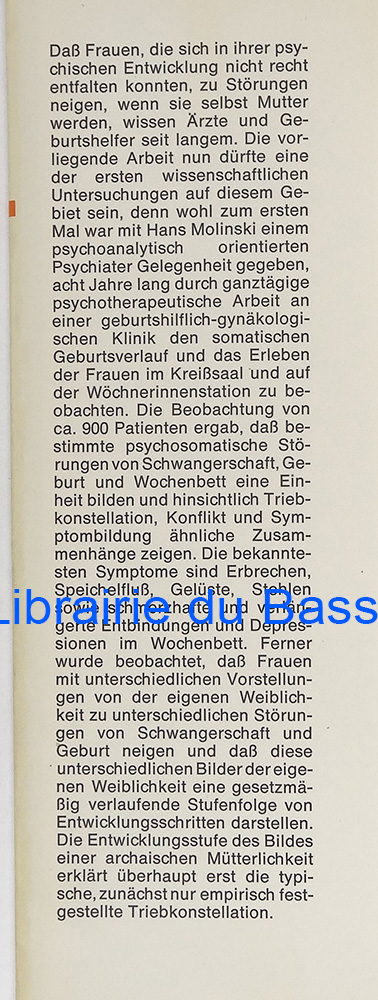 Daß Frauen, die sich in ihrer psy-
chischen Entwicklung nicht recht
entfalten konnten, zu Störungen
neigen, wenn sie selbst Mutter
werden, wissen Ärzte und Ge-
burtshelfer seit langem. Die vor-
liegende Arbeit nun dürfte eine
der ersten wissenschaftlichen
Untersuchungen auf diesem Ge-
biet sein, denn wohl zum ersten
Mal war mit Hans Molinski einem
psychoanalytisch orientierten
Psychiater Gelegenheit gegeben,
acht Jahre lang durch ganztägige
psychotherapeutische Arbeit an
einer geburtshilflich-gynäkologi-
schen Klinik den somatischen
Geburtsverlauf und das Erleben
der Frauen im Kreißsaal und auf
der Wöchnerinnenstation zu be-
obachten. Die Beobachtung von
ca. 900 Patienten ergab, daß be-
stimmte psychosomatische Stö-
rungen von Schwangerschaft, Ge-
burt und Wochenbett eine Ein-
heit bilden und hinsichtlich Trieb-
konstellation, Konflikt und Sym-
ptombildung ähnliche Zusam-
menhänge zeigen. Die bekannte-
sten Symptome sind Erbrechen,
Speichelfluß, Gelüste, Stehlen
sowie schmerzhafte und verlän-
gerte Entbindungen und Depres-
sionen im Wochenbett. Ferner
wurde beobachtet, daß Frauen
mit unterschiedlichen Vorstellun-
gen von der eigenen Weiblich-
keit zu unterschiedlichen Störun-
gen von Schwangerschaft und
Geburt neigen und daß diese
unterschiedlichen Bilder der eige-
nen Weiblichkeit eine gesetzmä-
ßig verlaufende Stufenfolge von
Entwicklungsschritten darstellen.
Die Entwicklungsstufe des Bildes
einer archaischen Mütterlichkeit
erklärt überhaupt erst die typi-
sche, zunächst nur empirisch fest-
gestellte Triebkonstellation.
Librairie du Bass